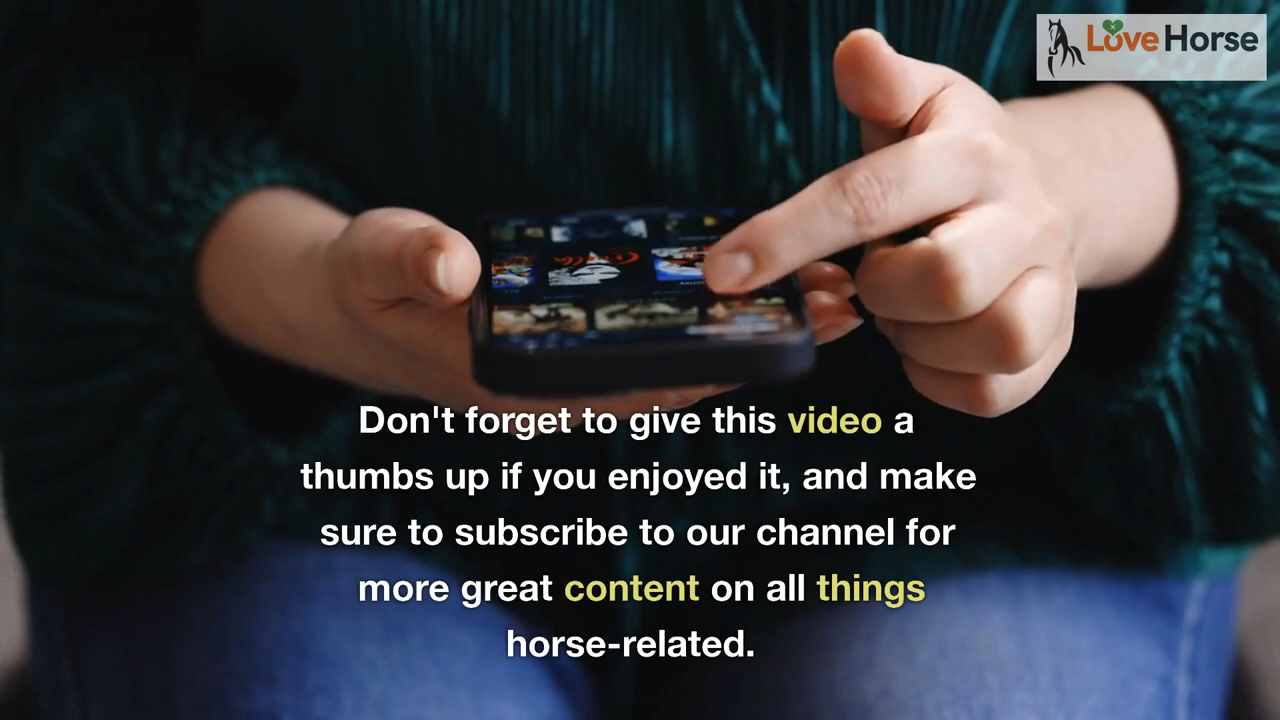 Love Horse
Don't forget to give this video a
thumbs up if you enjoyed it, and make
sure to subscribe to our channel for
more great content on all things
horse-related.